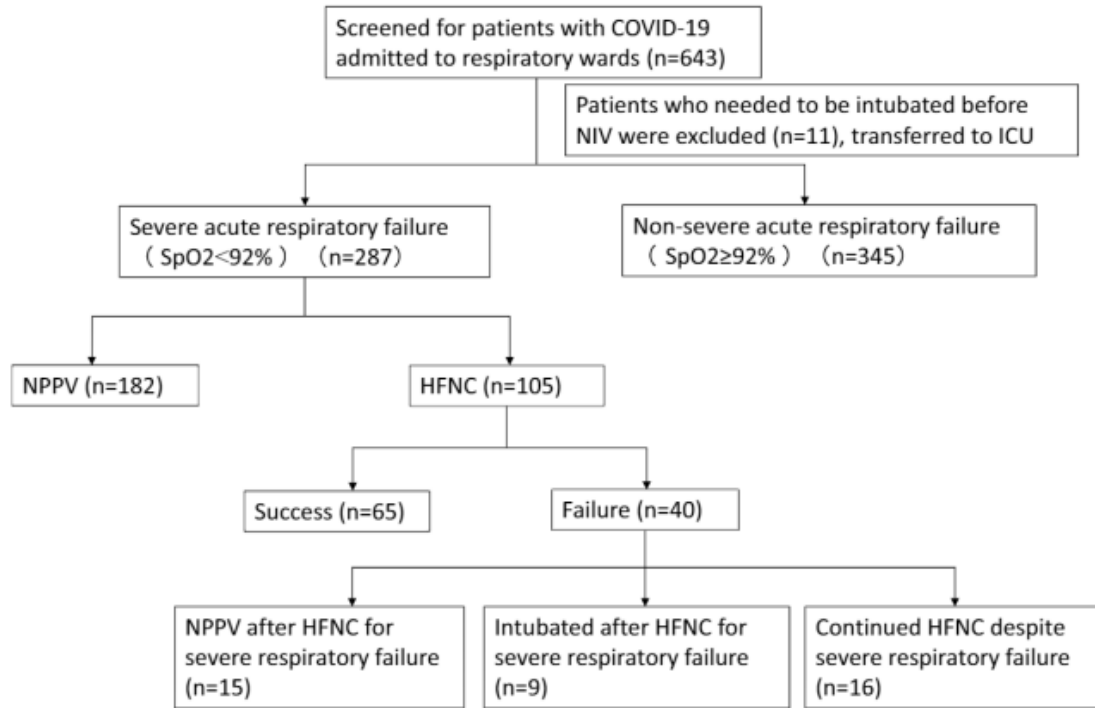 Screened for patients with COVID-19
admitted to respiratory wards (n=643)
Patients who needed to be intubated before
NIV were excluded (n=11), transferred to ICU
Severe acute respiratory failure
（ SpO2<92% ） （n=287）
Non-severe acute respiratory failure
（ SpO2≥92% ） （n=345）
NPPV (n=182)
HFNC (n=105)
Success (n=65)
Failure (n=40)
NPPV after HFNC for
severe respiratory failure
(n=15)
Intubated after HFNC for
severe respiratory failure
(n=9)
Continued HFNC despite
severe respiratory failure
(n=16)